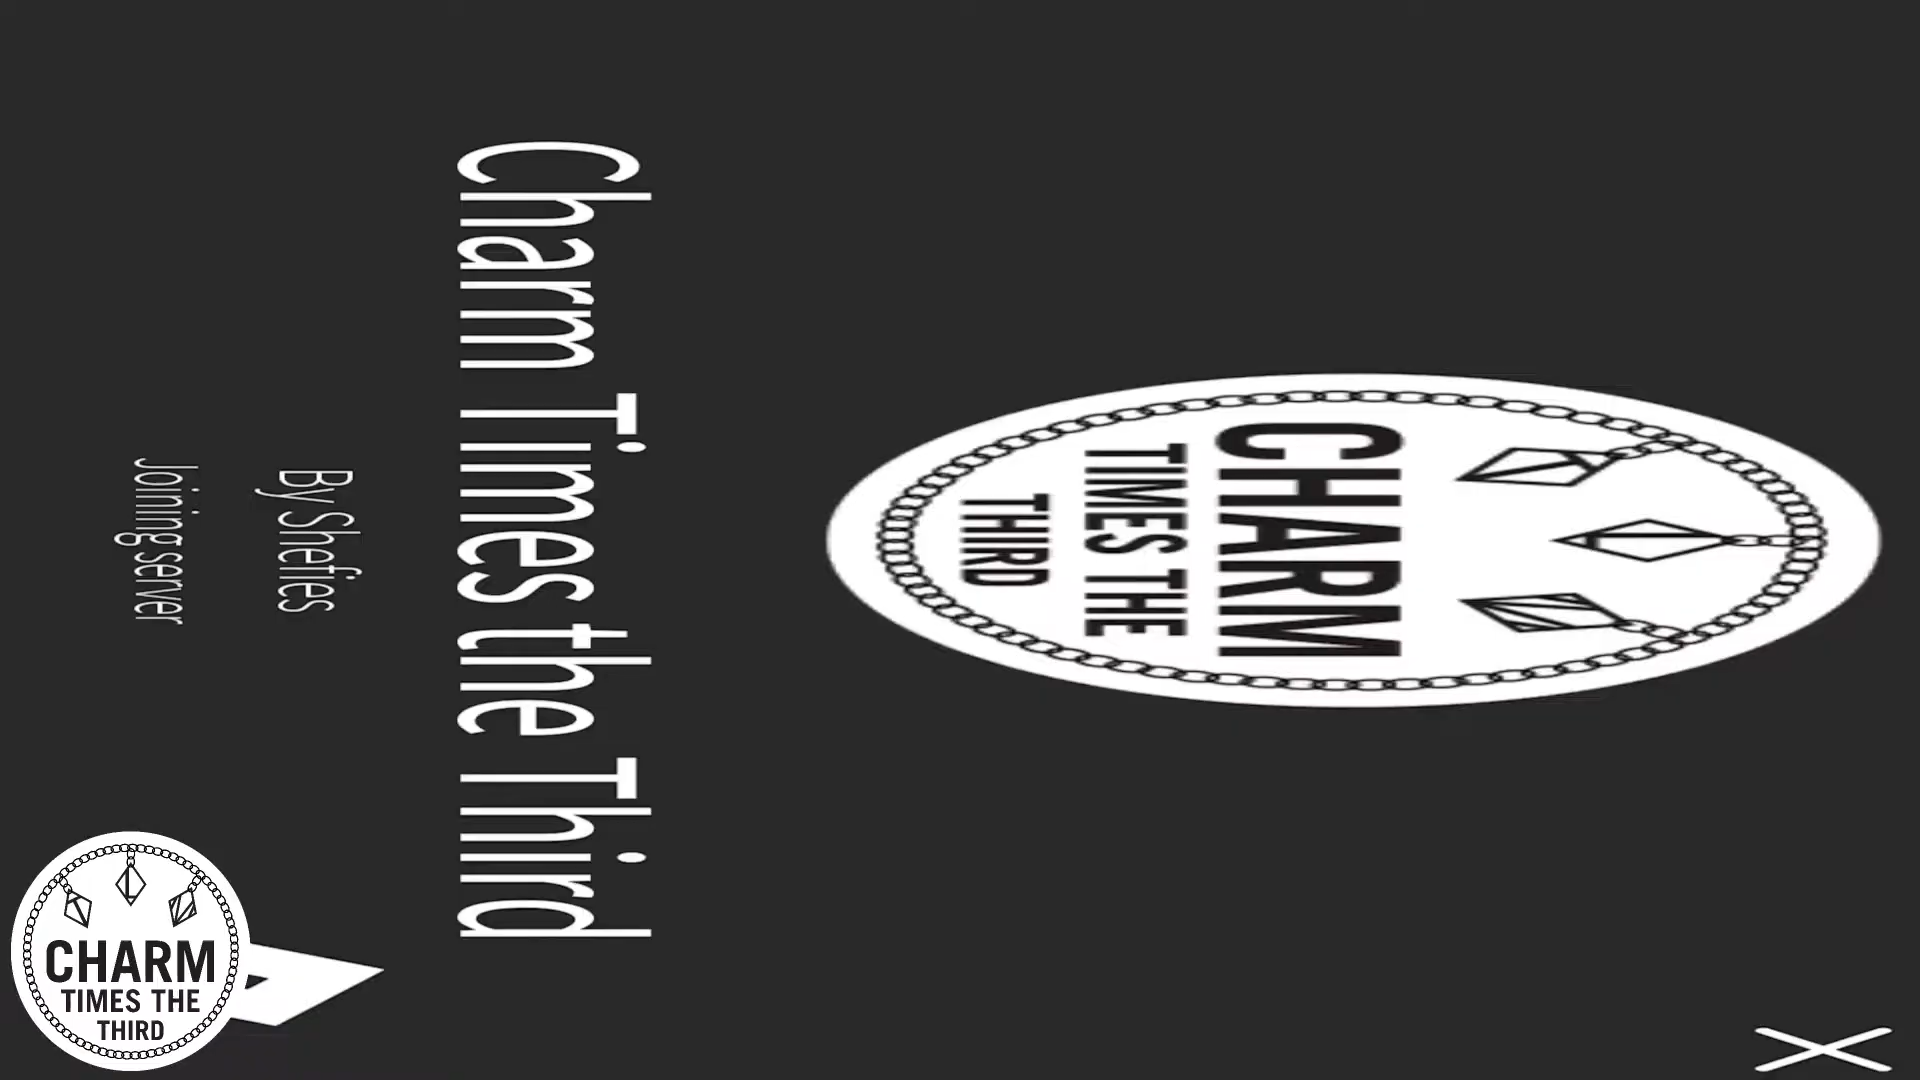 CHARM
TIMES THE
THIRD
Charm Times the Third
By Shefies
Joining server
CHARM
TIMES THE
THIRD